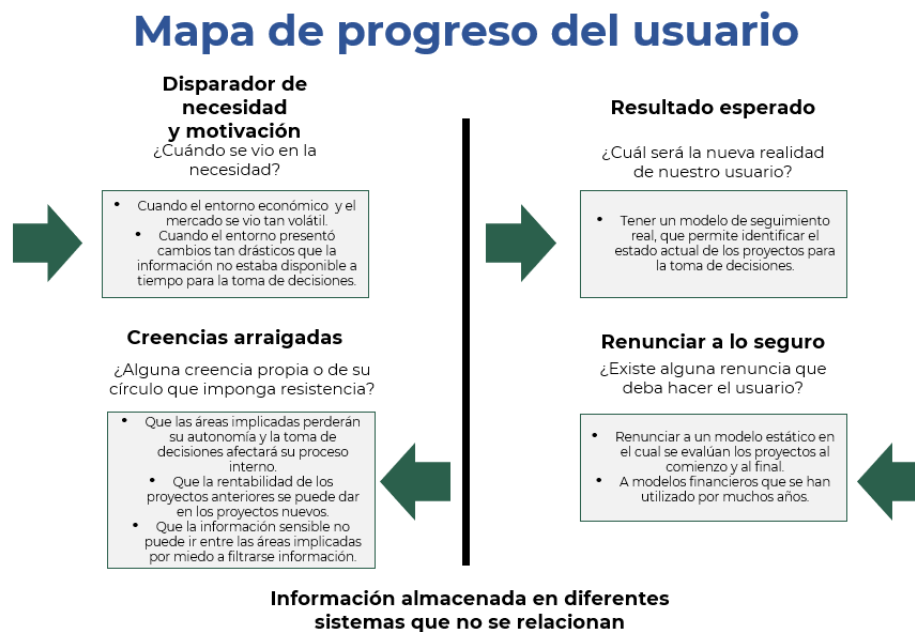 Mapa de progreso del usuario
Disparador de
necesidad
y motivación
¿Cuándo se vio en la
necesidad?
• Cuando el entorno económico y el
mercado se vio tan volátil.
• Cuando el entorno presentó
cambios tan drásticos que la
información no estaba disponible a
tiempo para la toma de decisiones.
Resultado esperado
¿Cuál será la nueva realidad
de nuestro usuario?
• Tener un modelo de seguimiento
real, que permite identificar el
estado actual de los proyectos para
la toma de decisiones.
Creencias arraigadas
¿Alguna creencia propia o de su
círculo que imponga resistencia?
• Que las áreas implicadas perderán
su autonomía y la toma de
decisiones afectará su proceso
interno.
• Que la rentabilidad de los
proyectos anteriores se puede dar
en los proyectos nuevos.
• Que la información sensible no
puede ir entre las áreas implicadas
por miedo a filtrarse información.
Renunciar a lo seguro
¿Existe alguna renuncia que
deba hacer el usuario?
• Renunciar a un modelo estático en
el cual se evalúan los proyectos al
comienzo y al final.
• A modelos financieros que se han
utilizado por muchos años.
Información almacenada en diferentes
sistemas que no se relacionan